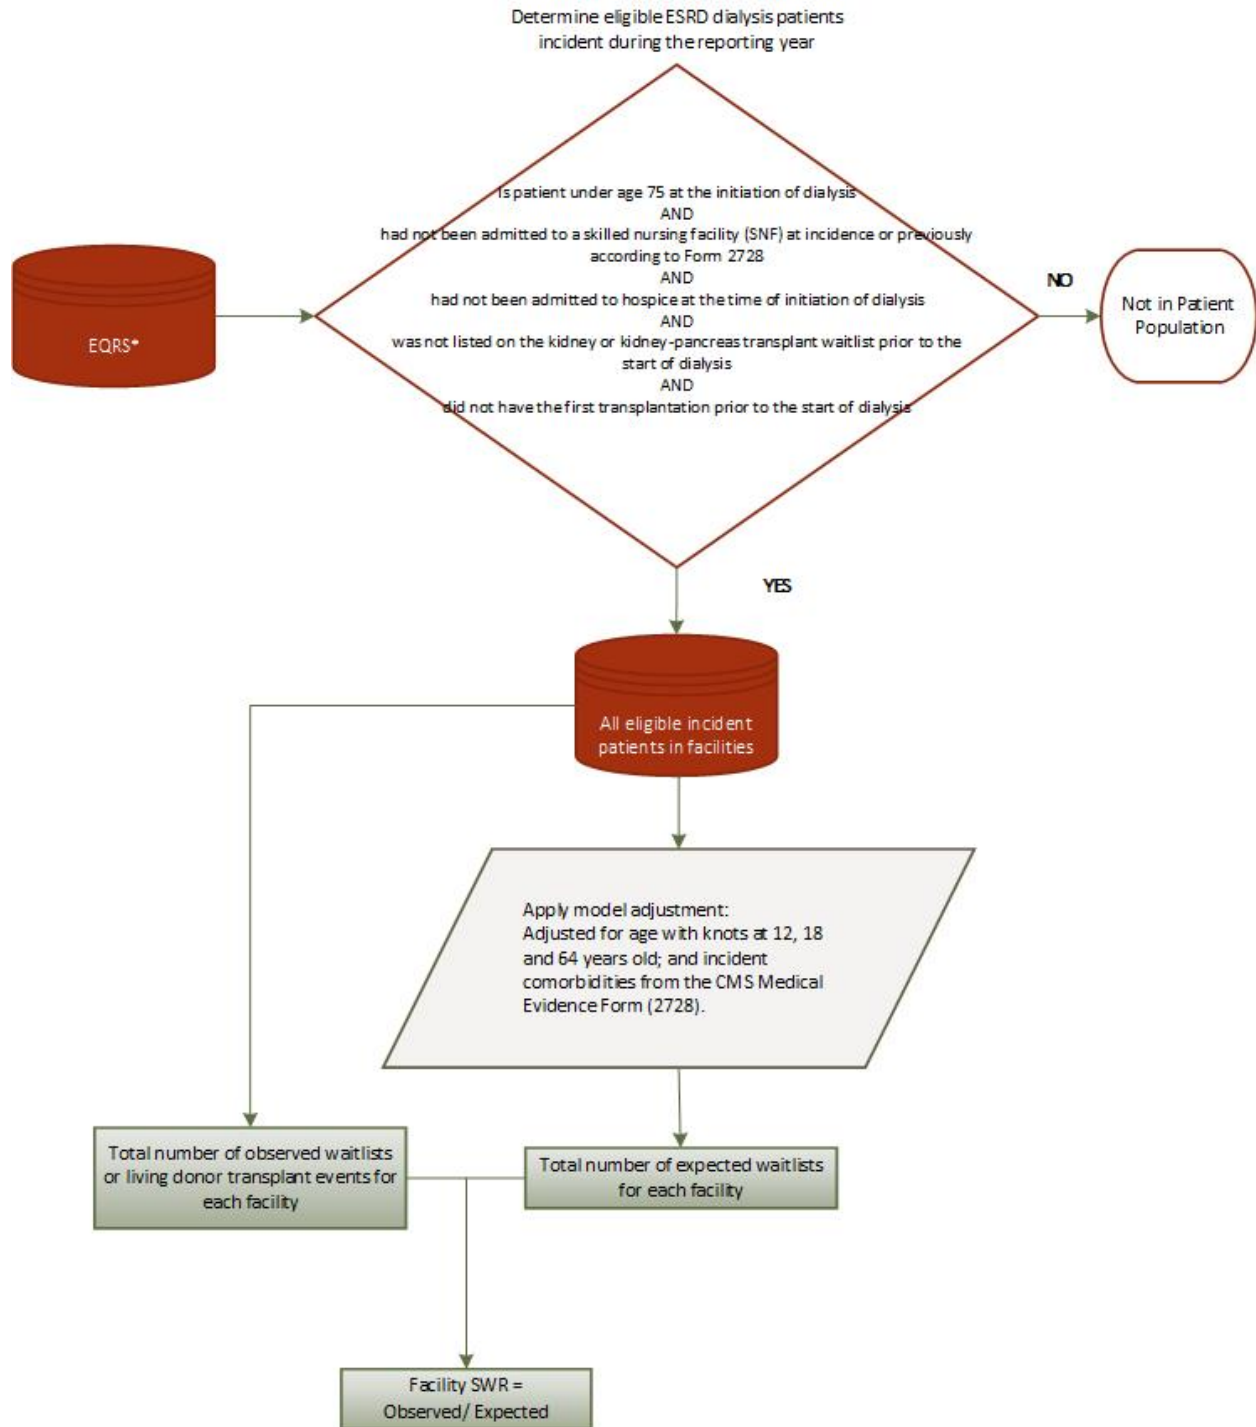 Determine eligible ESRD dialysis patients
incident during the reporting year
Is patient under age 75 at the initiation of dialysis
AND
had not been admitted to a skilled nursing facility (SNF) at incidence or previously
according to Form 2728
AND
had not been admitted to hospice at the time of initiation of dialysis
AND
was not listed on the kidney or kidney-pancreas transplant waitlist prior to the
start of dialysis
AND
did not have the first transplantation prior to the start of dialysis
EQRS*
NO
Not in Patient
Population
YES
All eligible incident
patients in facilities
Apply model adjustment:
Adjusted for age with knots at 12, 18
and 64 years old; and incident
comorbidities from the CMS Medical
Evidence Form (2728).
Total number of observed waitlists
or living donor transplant events for
each facility
Total number of expected waitlists
for each facility
Facility SWR =
Observed/ Expected